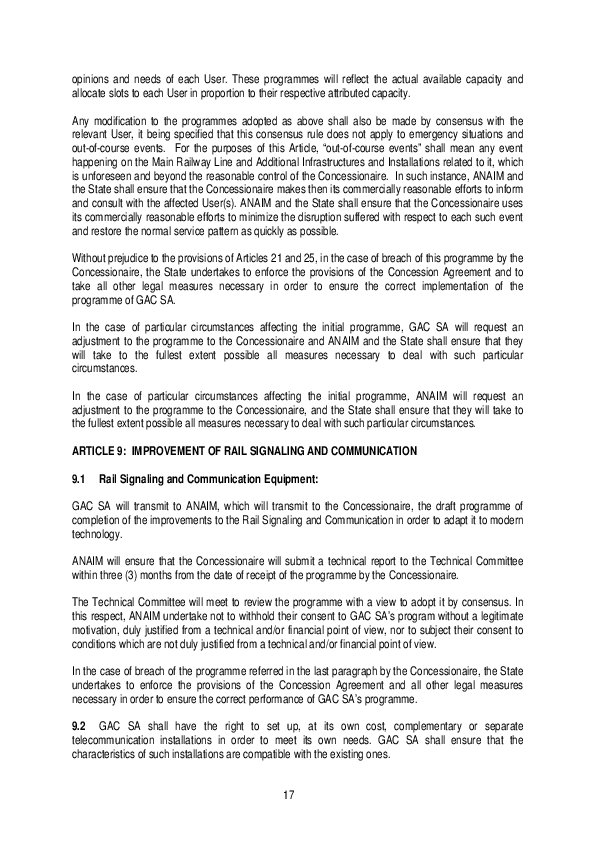 opinions and needs of each User. These programmes will reflect the actual available capacity and
allocate slots to each User in proportion to their respective attributed capacity.
Any modification to the programmes adopted as above shall also be made by consensus with the
relevant User, it being specified that this consensus rule does not apply to emergency situations and
out-of-course events. For the purposes of this Article, “out-of-course events” shall mean any event
happening on the Main Railway Line and Additional Infrastructures and Installations related to it, which
is unforeseen and beyond the reasonable control of the Concessionaire. In such instance, ANAIM and
the State shall ensure that the Concessionaire makes then its commercially reasonable efforts to inform
and consult with the affected User(s). ANAIM and the State shall ensure that the Concessionaire uses
its commercially reasonable efforts to minimize the disruption suffered with respect to each such event
and restore the normal service pattern as quickly as possible.
Without prejudice to the provisions of Articles 21 and 25, in the case of breach of this programme by the
Concessionaire, the State undertakes to enforce the provisions of the Concession Agreement and to
take all other legal measures necessary in order to ensure the correct implementation of the
programme of GAC SA.
In the case of particular circumstances affecting the initial programme, GAC SA will request an
adjustment to the programme to the Concessionaire and ANAIM and the State shall ensure that they
will take to the fullest extent possible all measures necessary to deal with such particular
circumstances.
In the case of particular circumstances affecting the initial programme, ANAIM will request an
adjustment to the programme to the Concessionaire, and the State shall ensure that they will take to
the fullest extent possible all measures necessary to deal with such particular circumstances.
ARTICLE 9: IMPROVEMENT OF RAIL SIGNALING AND COMMUNICATION
9.1 Rail Signaling and Communication Equipment:
GAC SA will transmit to ANAIM, which will transmit to the Concessionaire, the draft programme of
completion of the improvements to the Rail Signaling and Communication in order to adapt it to modern
technology.
ANAIM will ensure that the Concessionaire will submit a technical report to the Technical Committee
within three (3) months from the date of receipt of the programme by the Concessionaire.
The Technical Committee will meet to review the programme with a view to adopt it by consensus. In
this respect, ANAIM undertake not to withhold their consent to GAC SA’s program without a legitimate
motivation, duly justified from a technical and/or financial point of view, nor to subject their consent to
conditions which are not duly justified from a technical and/or financial point of view.
In the case of breach of the programme referred in the last paragraph by the Concessionaire, the State
undertakes to enforce the provisions of the Concession Agreement and all other legal measures
necessary in order to ensure the correct performance of GAC SA’s programme.
9.2 GAC SA shall have the right to set up, at its own cost, complementary or separate
telecommunication installations in order to meet its own needs. GAC SA shall ensure that the
characteristics of such installations are compatible with the existing ones.
17